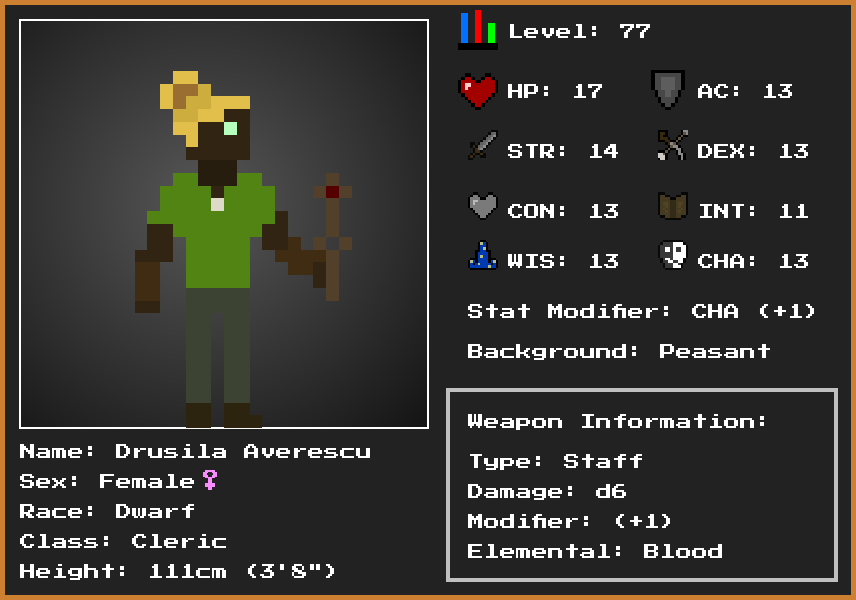 Level: 77
HP: 17
AC: 13
STR: 14
DEX: 13
CON: 13
INT: 11
WIS: 13
CHA: 13
Stat Modifier: CHA (+1)
Background: Peasant
Weapon Information:
Type: Staff
Damage: d6
Modifier: (+1)
Elemental: Blood
Name: Drusila Averescu
Sex: Female♀
Race: Dwarf
Class: Cleric
Height: 111cm (3'8")